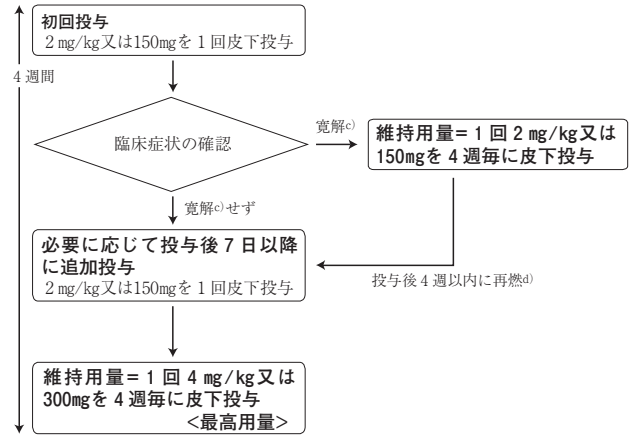 初回投与
2 mg/kg又は150mgを1回皮下投与
4週間
臨床症状の確認
寛解c)
維持用量=1回2 mg/kg又は
150mgを4週毎に皮下投与
寛解c)せず
必要に応じて投与後7日以降
に追加投与
2 mg/kg又は150mgを1回皮下投与
投与後4週以内に再燃d)
維持用量=1回4 mg/kg又は
300mgを4週毎に皮下投与
<最高用量>